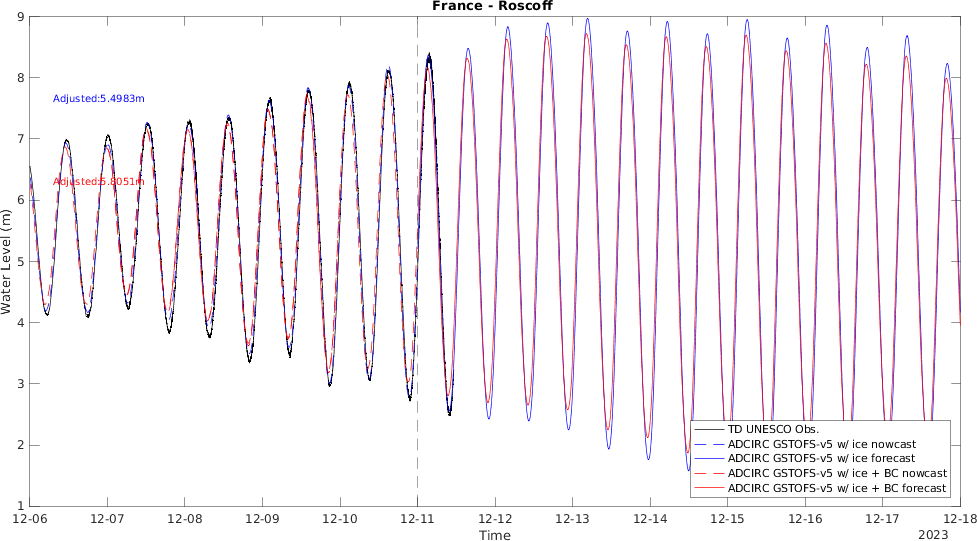 France - Roscoff
9
8
7
6
5
4
3
2
1
Water Level (m)
Adjusted:5.4983m
Adjusted:5.8051m
TD UNESCO Obs.
ADCIRC GSTOFS-v5 w/ ice nowcast
ADCIRC GSTOFS-v5 w/ ice forecast
ADCIRC GSTOFS-v5 w/ ice + BC nowcast
ADCIRC GSTOFS-v5 w/ ice + BC forecast
12-06 12-07 12-08 12-09 12-10 12-11 12-12 12-13 12-14 12-15 12-16 12-17 12-18
Time
2023